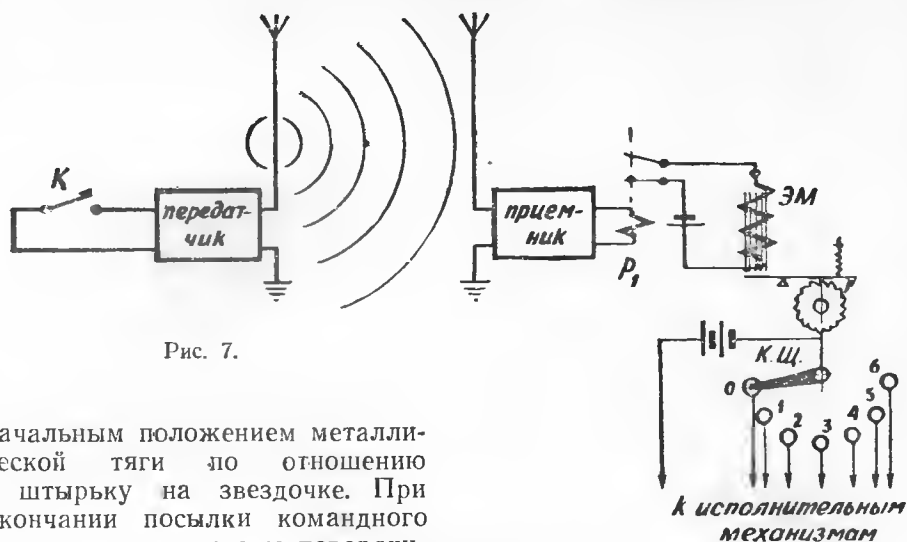 К
передат-
чик
прием-
ник
Р₁
ЭМ
Рис. 7.
К.Щ.
0
1
2
3
4
5
6
к исполнительным
механизмам
ачальным положением металли-
еской тяги по отношению
штырьку на звездочке. При
кончании посылки командного